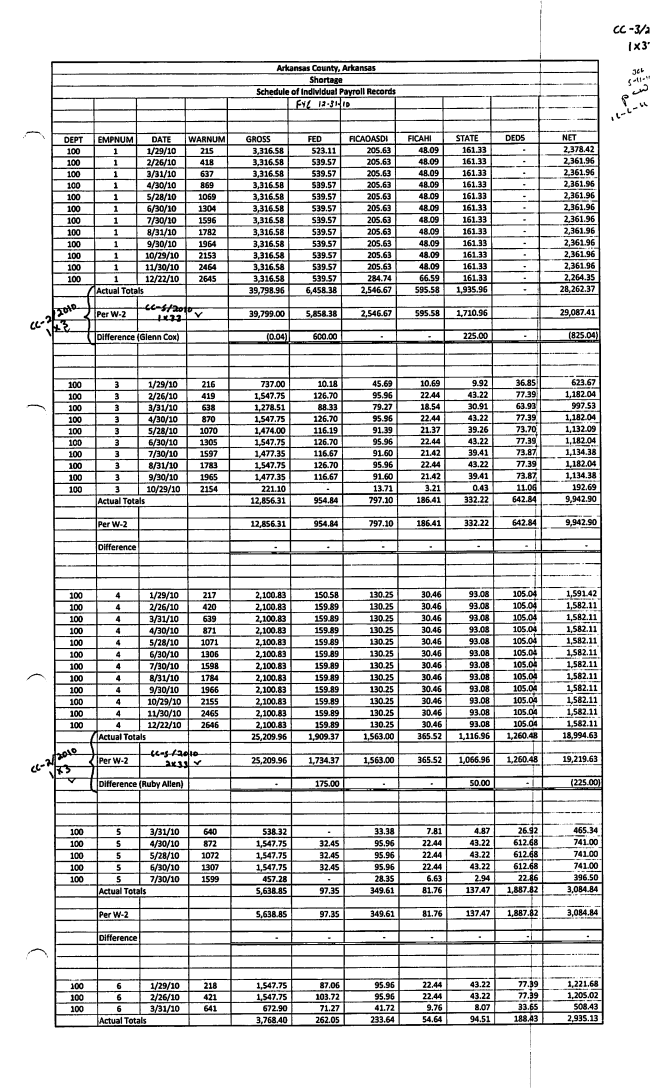 CC-3/2
1x3
Arkansas County, Arkansas
Shortage
Schedule of Individual Payroll Records
FYE 12-31-10
DEPT EMPNUM DATE WARNUM GROSS FED FICAOASDI FICAHI STATE DEDS NET
100 1 1/29/10 215 3,316.58 523.11 205.63 48.09 161.33 - 2,378.42
100 1 2/26/10 418 3,316.58 539.57 205.63 48.09 161.33 - 2,361.96
100 1 3/31/10 637 3,316.58 539.57 205.63 48.09 161.33 - 2,361.96
100 1 4/30/10 869 3,316.58 539.57 205.63 48.09 161.33 - 2,361.96
100 1 5/28/10 1069 3,316.58 539.57 205.63 48.09 161.33 - 2,361.96
100 1 6/30/10 1304 3,316.58 539.57 205.63 48.09 161.33 - 2,361.96
100 1 7/30/10 1596 3,316.58 539.57 205.63 48.09 161.33 - 2,361.96
100 1 8/31/10 1782 3,316.58 539.57 205.63 48.09 161.33 - 2,361.96
100 1 9/30/10 1964 3,316.58 539.57 205.63 48.09 161.33 - 2,361.96
100 1 10/29/10 2153 3,316.58 539.57 205.63 48.09 161.33 - 2,361.96
100 1 11/30/10 2464 3,316.58 539.57 205.63 48.09 161.33 - 2,361.96
100 1 12/22/10 2645 3,316.58 539.57 284.74 66.59 161.33 - 2,264.35
Actual Totals 39,798.96 6,458.38 2,546.67 595.58 1,935.96 28,262.37
CC-2/2010 1x3 Per W-2 CC-5/2010 1x33 ✓ 39,799.00 5,858.38 2,546.67 595.58 1,710.96 29,087.41
Difference (Glenn Cox) (0.04) 600.00 - - 225.00 (825.04)
100 3 1/29/10 216 737.00 10.18 45.69 10.69 9.92 36.85 623.67
100 3 2/26/10 419 1,547.75 126.70 95.96 22.44 43.22 77.39 1,182.04
100 3 3/31/10 638 1,278.51 88.33 79.27 18.54 30.91 63.93 997.53
100 3 4/30/10 870 1,547.75 126.70 95.96 22.44 43.22 77.39 1,182.04
100 3 5/28/10 1070 1,474.00 116.19 91.39 21.37 39.26 73.70 1,132.09
100 3 6/30/10 1305 1,547.75 126.70 95.96 22.44 43.22 77.39 1,182.04
100 3 7/30/10 1597 1,477.35 116.67 91.60 21.42 39.41 73.87 1,134.38
100 3 8/31/10 1783 1,547.75 126.70 95.96 22.44 43.22 77.39 1,182.04
100 3 9/30/10 1965 1,477.35 116.67 91.60 21.42 39.41 73.87 1,134.38
100 3 10/29/10 2154 221.10 - 13.71 3.21 0.43 11.06 192.69
Actual Totals 12,856.31 954.84 797.10 186.41 332.22 642.84 9,942.90
Per W-2 12,856.31 954.84 797.10 186.41 332.22 642.84 9,942.90
Difference - - - - - - -
100 4 1/29/10 217 2,100.83 150.58 130.25 30.46 93.08 105.04 1,591.42
100 4 2/26/10 420 2,100.83 159.89 130.25 30.46 93.08 105.04 1,582.11
100 4 3/31/10 639 2,100.83 159.89 130.25 30.46 93.08 105.04 1,582.11
100 4 4/30/10 871 2,100.83 159.89 130.25 30.46 93.08 105.04 1,582.11
100 4 5/28/10 1071 2,100.83 159.89 130.25 30.46 93.08 105.04 1,582.11
100 4 6/30/10 1306 2,100.83 159.89 130.25 30.46 93.08 105.04 1,582.11
100 4 7/30/10 1598 2,100.83 159.89 130.25 30.46 93.08 105.04 1,582.11
100 4 8/31/10 1784 2,100.83 159.89 130.25 30.46 93.08 105.04 1,582.11
100 4 9/30/10 1966 2,100.83 159.89 130.25 30.46 93.08 105.04 1,582.11
100 4 10/29/10 2155 2,100.83 159.89 130.25 30.46 93.08 105.04 1,582.11
100 4 11/30/10 2465 2,100.83 159.89 130.25 30.46 93.08 105.04 1,582.11
100 4 12/22/10 2646 2,100.83 159.89 130.25 30.46 93.08 105.04 1,582.11
Actual Totals 25,209.96 1,909.37 1,563.00 365.52 1,116.96 1,260.48 18,994.63
CC-2/2010 1x3 ✓ Per W-2 CC-5/2010 2x33 ✓ 25,209.96 1,734.37 1,563.00 365.52 1,066.96 1,260.48 19,219.63
Difference (Ruby Allen) - 175.00 - - 50.00 - (225.00)
100 5 3/31/10 640 538.32 - 33.38 7.81 4.87 26.92 465.34
100 5 4/30/10 872 1,547.75 32.45 95.96 22.44 43.22 612.68 741.00
100 5 5/28/10 1072 1,547.75 32.45 95.96 22.44 43.22 612.68 741.00
100 5 6/30/10 1307 1,547.75 32.45 95.96 22.44 43.22 612.68 741.00
100 5 7/30/10 1599 457.28 - 28.35 6.63 2.94 22.86 396.50
Actual Totals 5,638.85 97.35 349.61 81.76 137.47 1,887.82 3,084.84
Per W-2 5,638.85 97.35 349.61 81.76 137.47 1,887.82 3,084.84
Difference - - - - - - -
100 6 1/29/10 218 1,547.75 87.06 95.96 22.44 43.22 77.39 1,221.68
100 6 2/26/10 421 1,547.75 103.72 95.96 22.44 43.22 77.39 1,205.02
100 6 3/31/10 641 672.90 71.27 41.72 9.76 8.07 33.65 508.43
Actual Totals 3,768.40 262.05 233.64 54.64 94.51 188.43 2,935.13